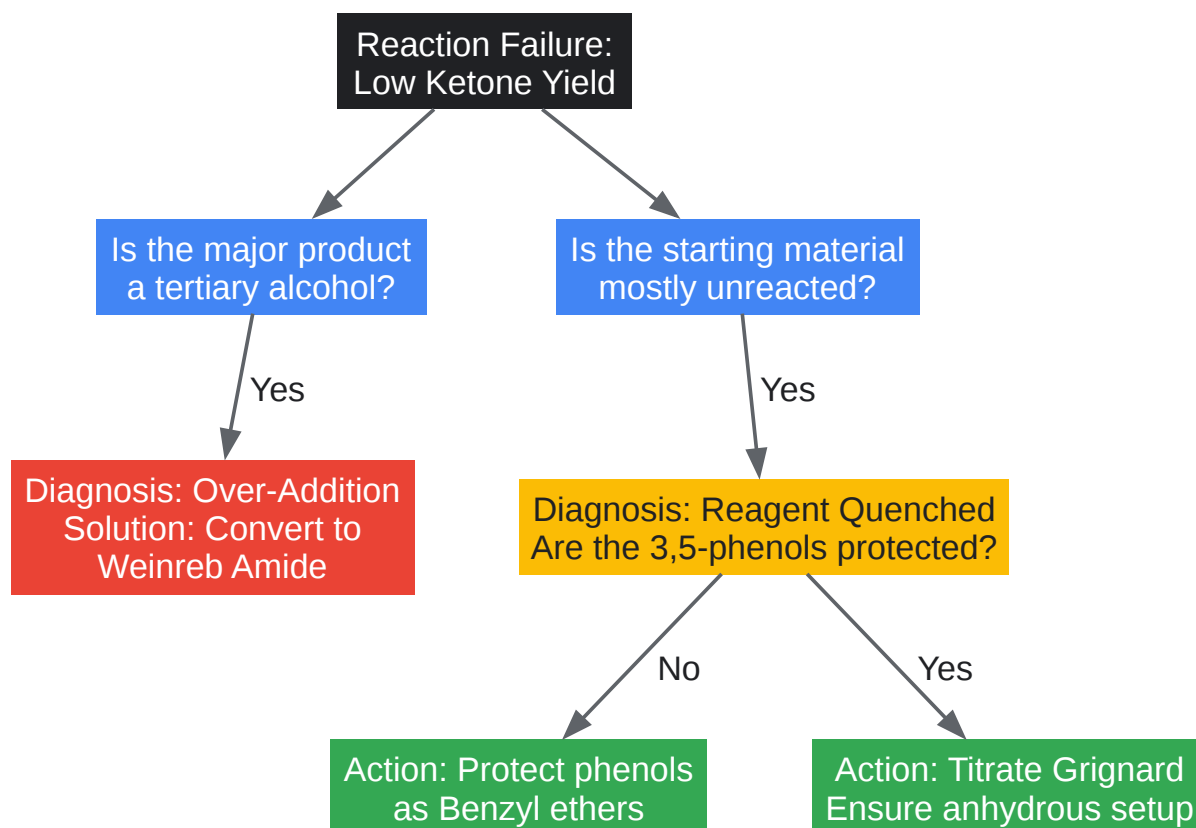 Reaction Failure:
Low Ketone Yield
Is the major product
a tertiary alcohol?
Is the starting material
mostly unreacted?
Yes
Yes
Diagnosis: Over-Addition
Solution: Convert to
Weinreb Amide
Diagnosis: Reagent Quenched
Are the 3,5-phenols protected?
No
Yes
Action: Protect phenols
as Benzyl ethers
Action: Titrate Grignard
Ensure anhydrous setup